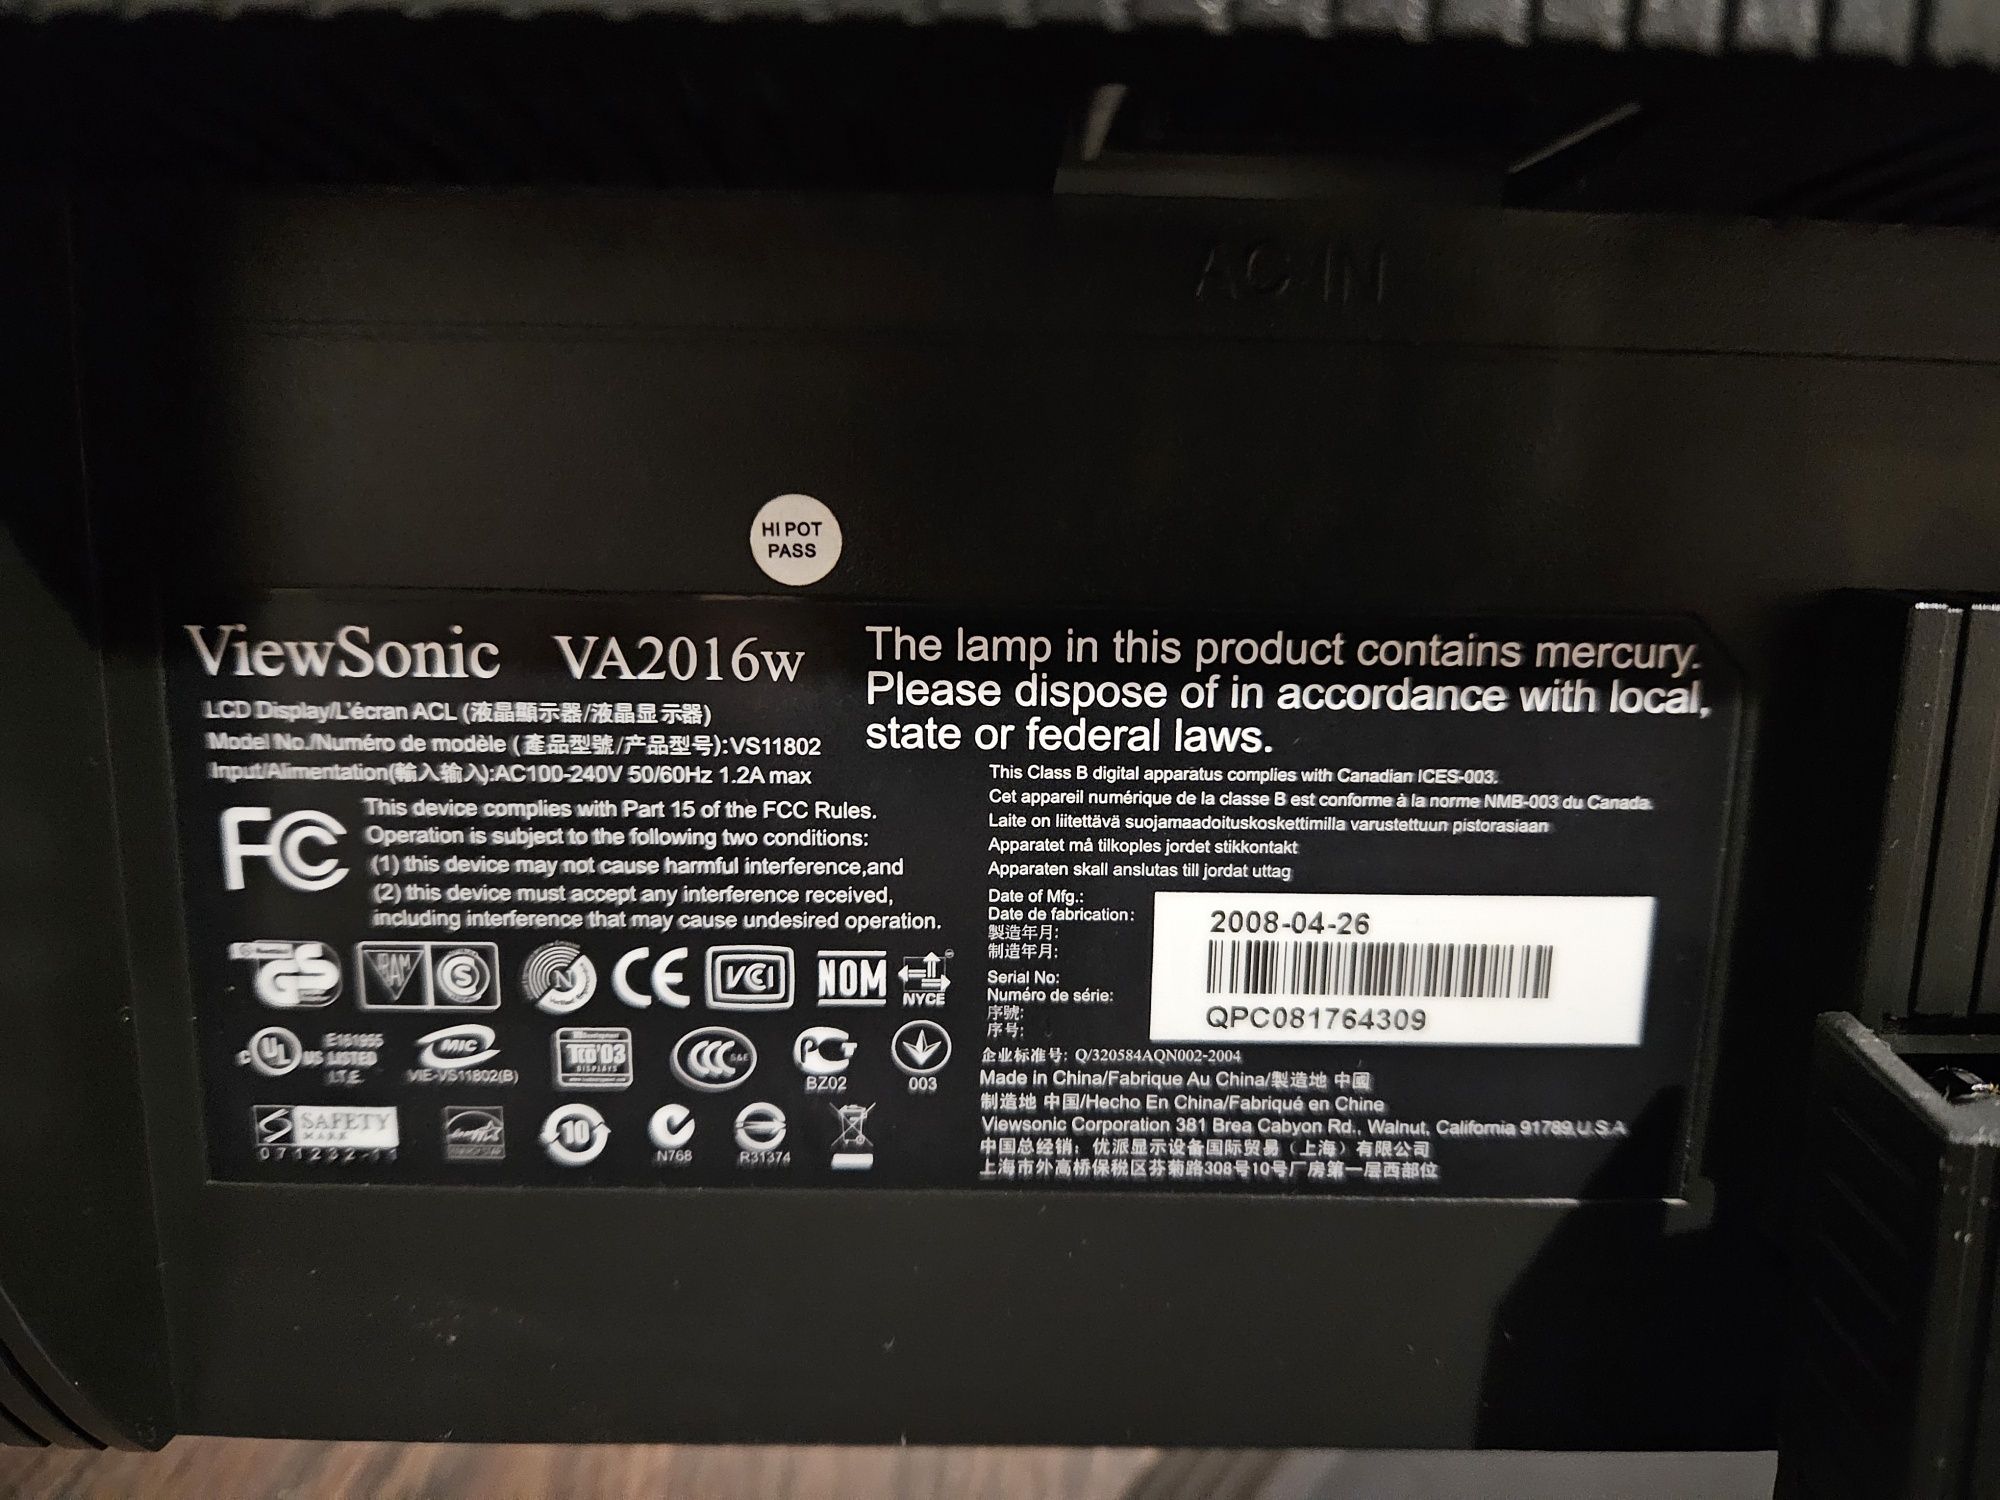 AC IN
HI POT
PASS
ViewSonic VA2016w
LCD Display/L'écran ACL (液晶顯示器/液晶显示器)
Model No./Numéro de modèle (產品型號/产品型号):VS11802
Input/Alimentation(輸入输入):AC100-240V 50/60Hz 1.2A max
The lamp in this product contains mercury.
Please dispose of in accordance with local,
state or federal laws.
FC
This device complies with Part 15 of the FCC Rules.
Operation is subject to the following two conditions:
(1) this device may not cause harmful interference,and
(2) this device must accept any interference received,
including interference that may cause undesired operation.
This Class B digital apparatus complies with Canadian ICES-003.
Cet appareil numérique de la classe B est conforme à la norme NMB-003 du Canada.
Laite on liitettävä suojamaadoituskoskettimilla varustettuun pistorasiaan
Apparatet må tilkoples jordet stikkontakt
Apparaten skall anslutas till jordat uttag
Date of Mfg.:
Date de fabrication:
製造年月:
制造年月:
2008-04-26
Serial No:
Numéro de série:
序號:
序号:
QPC081764309
GS BAM S N CE VCI NOM NYCE
c UL US LISTED E161955
I.T.E.
MIC
MIE-VS11802(B)
TCO'03
DISPLAYS
CCC S&E
PCT
BZ02
003
SAFETY
MARK
071232-11
10
N768
R31374
企业标准号: Q/320584AQN002-2004
Made in China/Fabrique Au China/製造地 中國
制造地 中国/Hecho En China/Fabriqué en Chine
Viewsonic Corporation 381 Brea Cabyon Rd., Walnut, California 91789.U.S.A
中国总经销: 优派显示设备国际贸易（上海）有限公司
上海市外高桥保税区芬菊路308号10号厂房第一层西部位